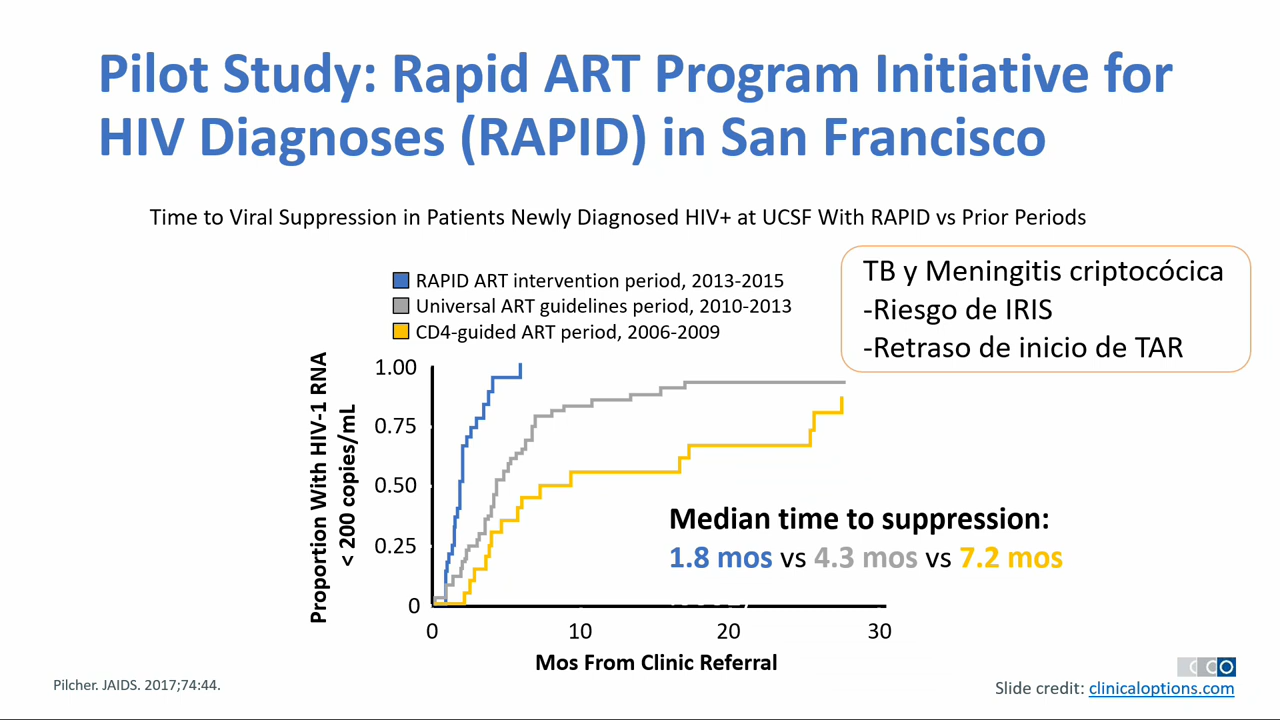 Pilot Study: Rapid ART Program Initiative for
HIV Diagnoses (RAPID) in San Francisco
Time to Viral Suppression in Patients Newly Diagnosed HIV+ at UCSF With RAPID vs Prior Periods
RAPID ART intervention period, 2013-2015
Universal ART guidelines period, 2010-2013
CD4-guided ART period, 2006-2009
TB y Meningitis criptocócica
-Riesgo de IRIS
-Retraso de inicio de TAR
Proportion With HIV-1 RNA
< 200 copies/mL
1.00
0.75
0.50
0.25
0
Median time to suppression:
1.8 mos vs 4.3 mos vs 7.2 mos
0 10 20 30
Mos From Clinic Referral
Pilcher. JAIDS. 2017;74:44.
CCO
Slide credit: clinicaloptions.com